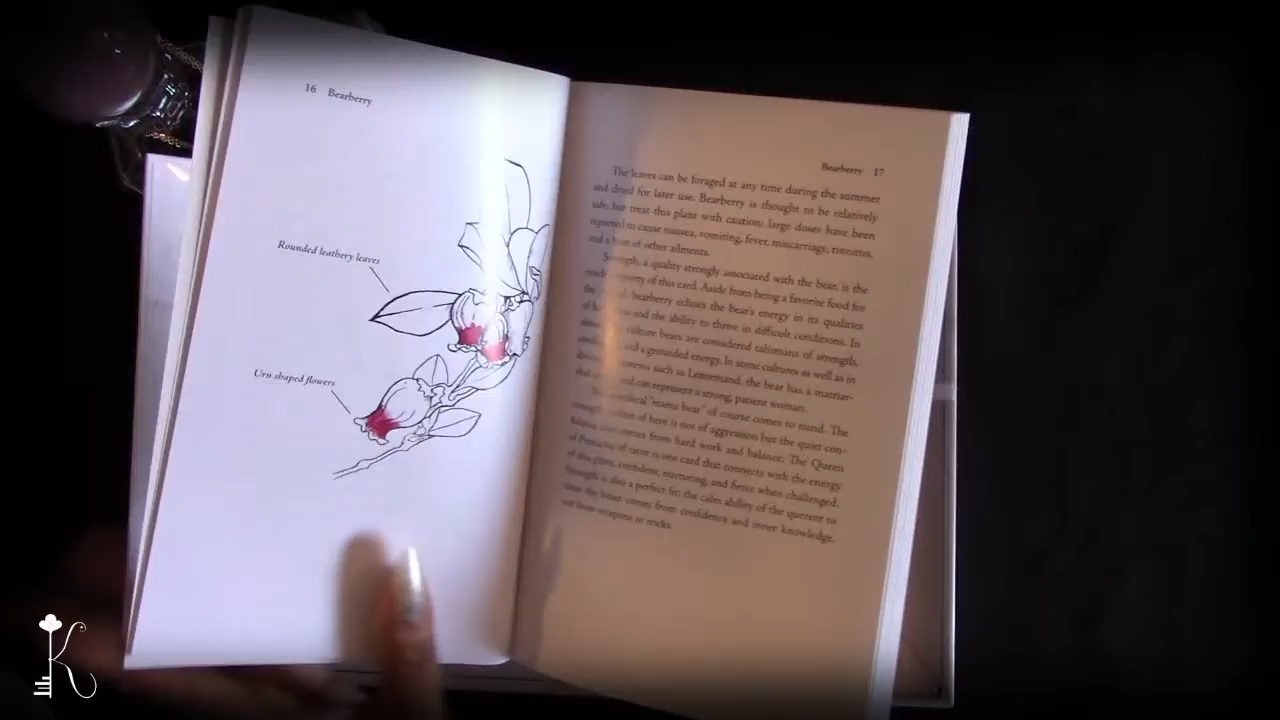 16 Bearberry
Rounded leathery leaves
Urn shaped flowers
Bearberry 17
The leaves can be foraged at any time during the summer
and dried for later use. Bearberry is thought to be relatively
safe, but treat this plant with caution; large doses have been
reported to cause nausea, vomiting, fever, miscarriage, tinnitus,
and a host of other ailments.
Strength, a quality strongly associated with the bear, is the
of this card. Aside from being a favorite food for
the bearberry echoes the bear's energy in its qualities
of and the ability to thrive in difficult conditions. In
culture bears are considered talismans of strength,
and a grounded energy. In some cultures as well as in
systems such as Lenormand, the bear has a matriar-
and can represent a strong, patient woman.
"mama bear" of course comes to mind. The
of here is not of aggression but the quiet con-
comes from hard work and balance. The Queen
of Pentacles of tarot is one card that connects with the energy
of this plant, confident, nurturing, and fierce when challenged.
Strength is also a perfect fit; the calm ability of the querent to
tame the beast comes from confidence and inner knowledge,
not from weapons or tricks.
K